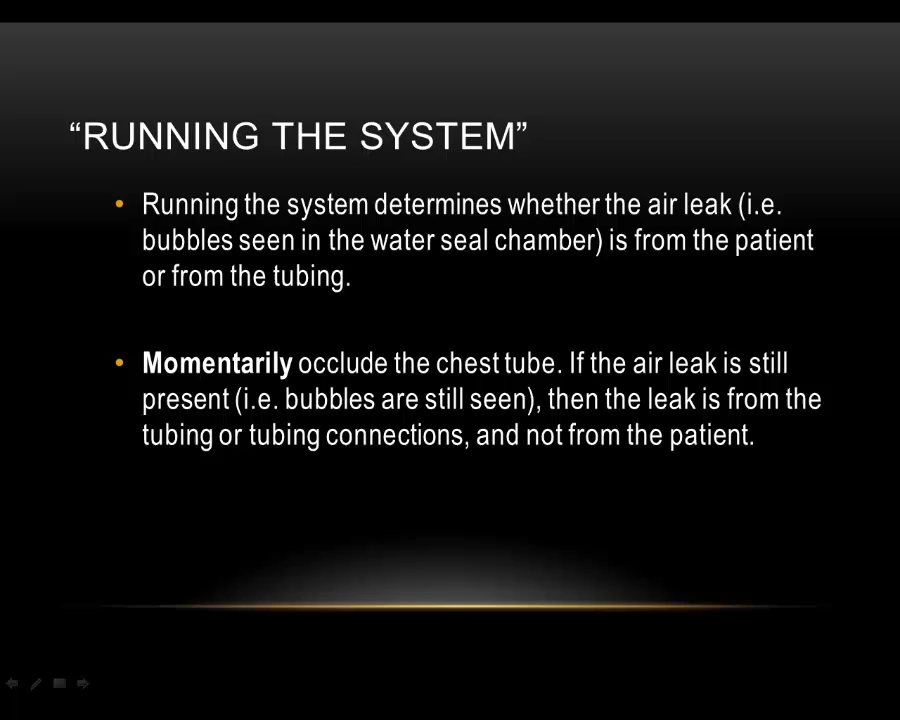 “RUNNING THE SYSTEM”
• Running the system determines whether the air leak (i.e.
bubbles seen in the water seal chamber) is from the patient
or from the tubing.
• Momentarily occlude the chest tube. If the air leak is still
present (i.e. bubbles are still seen), then the leak is from the
tubing or tubing connections, and not from the patient.